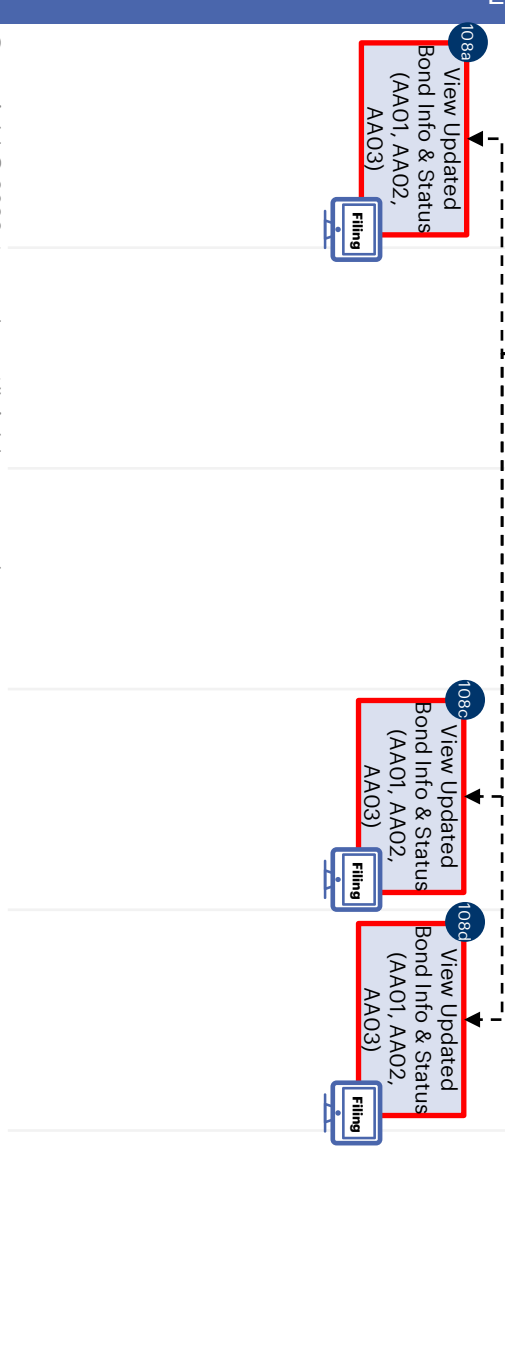 108a
View Updated
Bond Info & Status
(AA01, AA02,
AA03)
Filing
108c
View Updated
Bond Info & Status
(AA01, AA02,
AA03)
Filing
108d
View Updated
Bond Info & Status
(AA01, AA02,
AA03)
Filing